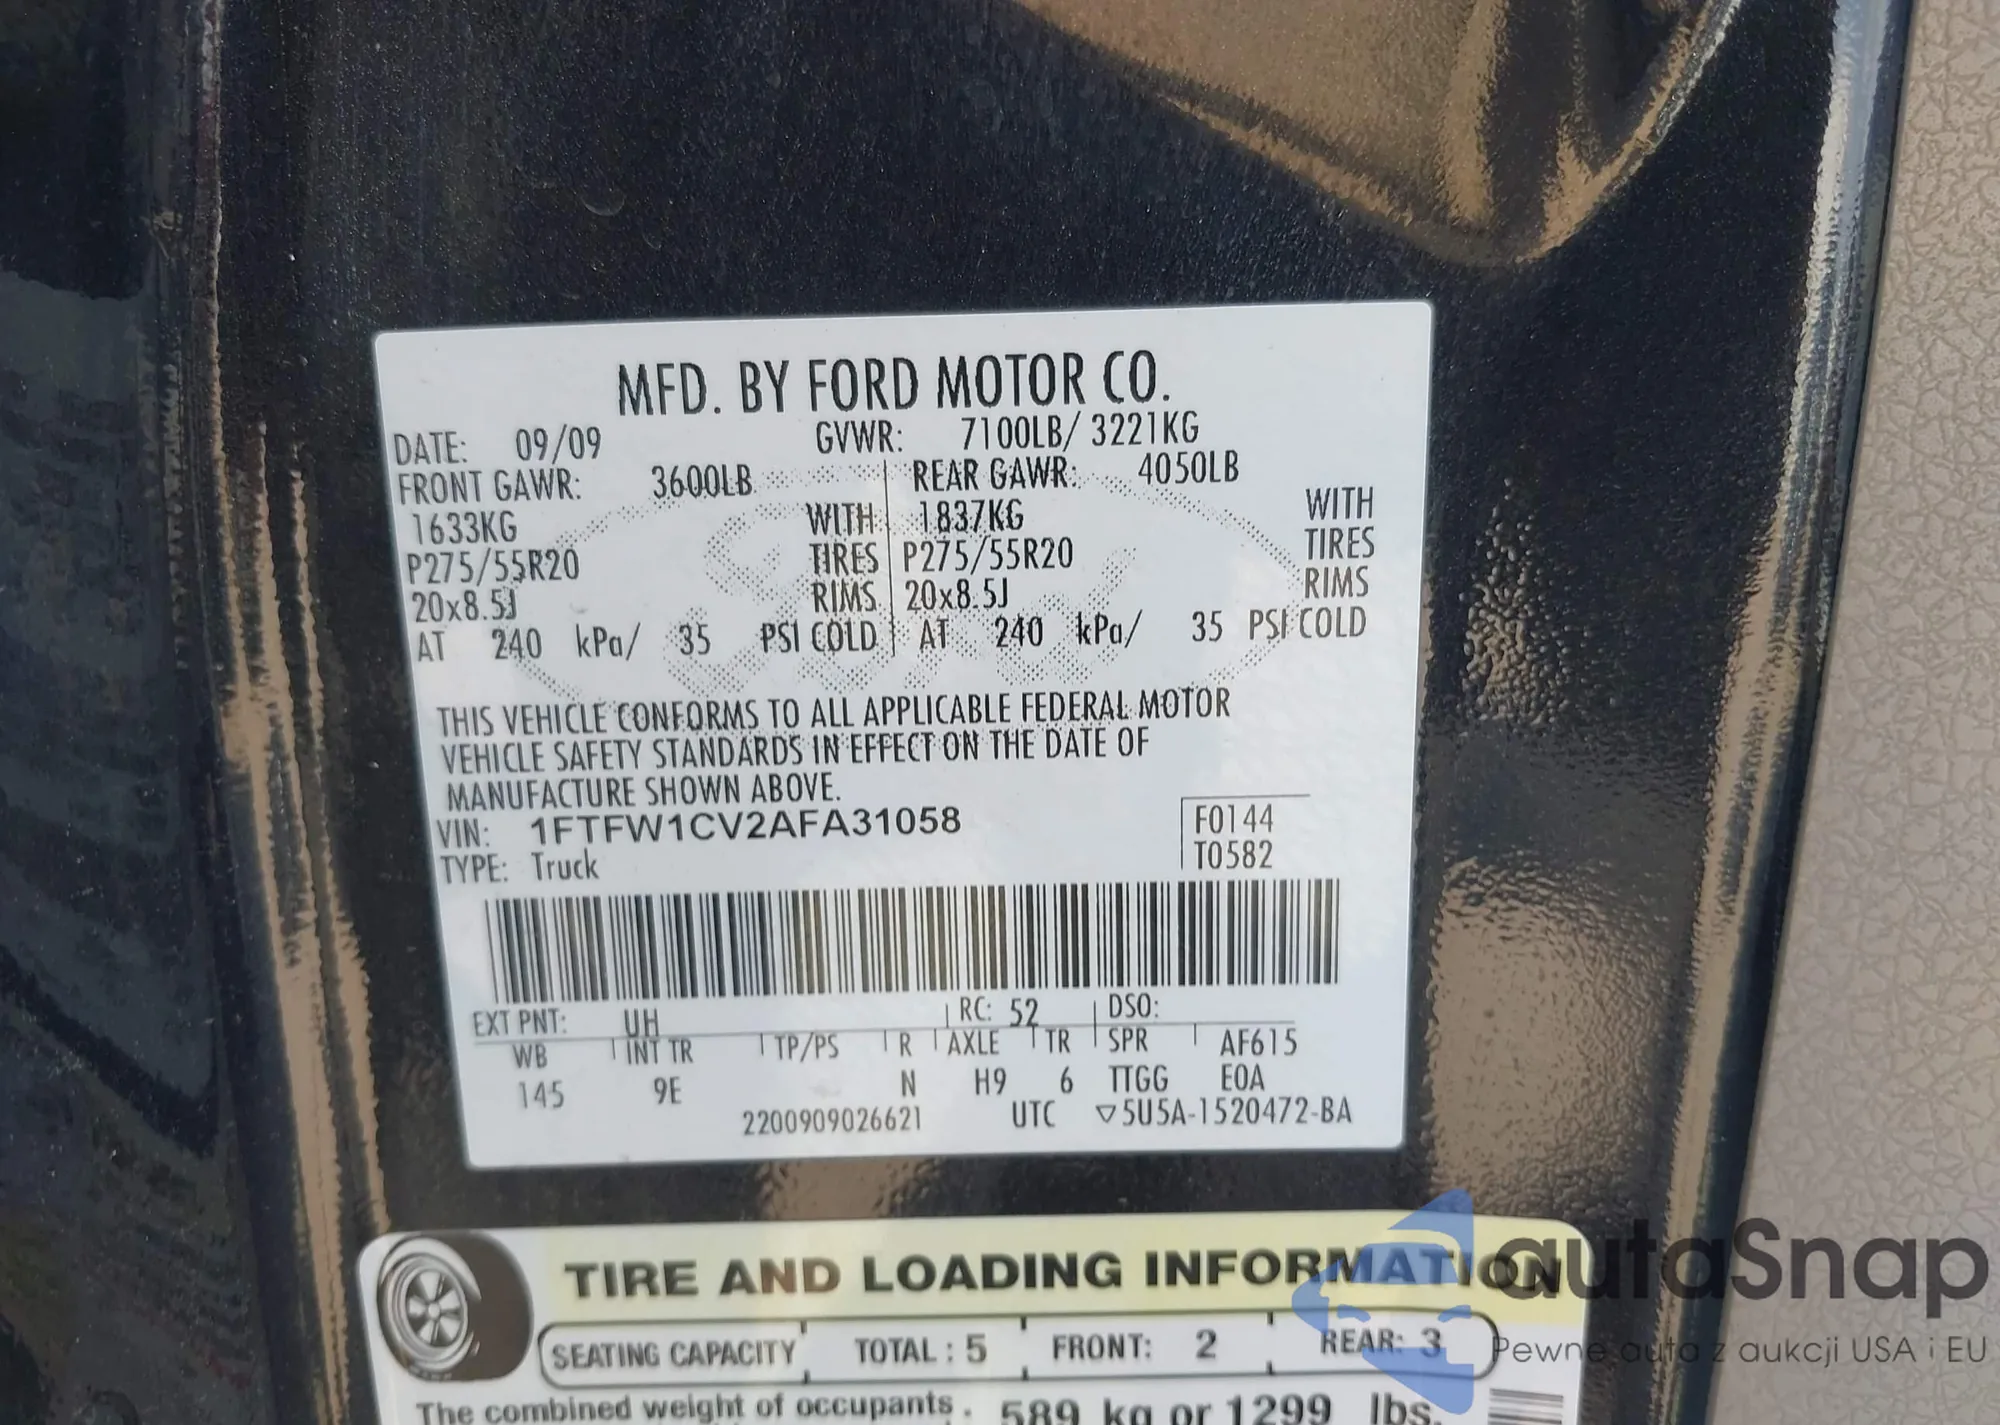 MFD. BY FORD MOTOR CO.
DATE: 09/09 GVWR: 7100LB/ 3221KG
FRONT GAWR: 3600LB REAR GAWR: 4050LB
1633KG WITH 1837KG WITH
P275/55R20 TIRES P275/55R20 TIRES
20x8.5J RIMS 20x8.5J RIMS
AT 240 kPa/ 35 PSI COLD AT 240 kPa/ 35 PSI COLD
THIS VEHICLE CONFORMS TO ALL APPLICABLE FEDERAL MOTOR
VEHICLE SAFETY STANDARDS IN EFFECT ON THE DATE OF
MANUFACTURE SHOWN ABOVE.
VIN: 1FTFW1CV2AFA31058 F0144
TYPE: Truck T0582
EXT PNT: UH RC: 52 DSO:
WB INT TR TP/PS R AXLE TR SPR AF615
145 9E N H9 6 TTGG E0A
2200909026621 UTC ▽5U5A-1520472-BA
TIRE AND LOADING INFORMATION
SEATING CAPACITY TOTAL : 5 FRONT: 2 REAR: 3
The combined weight of occupants 589 kg or 1299 lbs.
autaSnap
Pewne auta z aukcji USA i EU